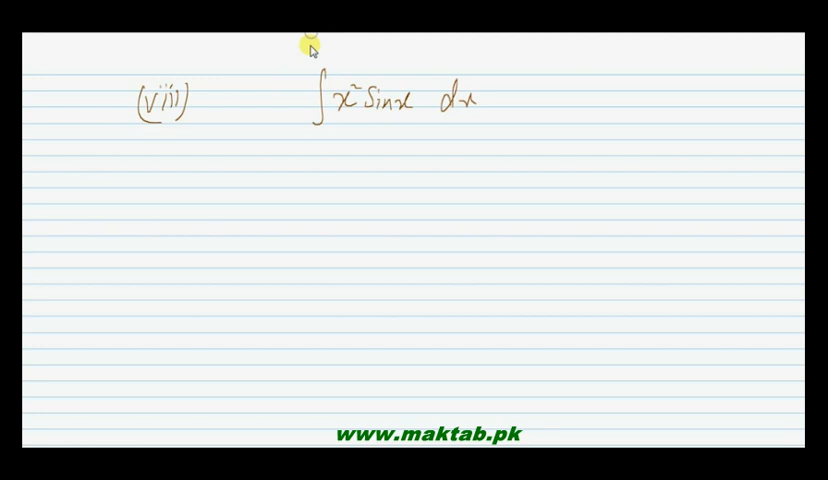 (viii) ∫x² sinx dx
www.maktab.pk